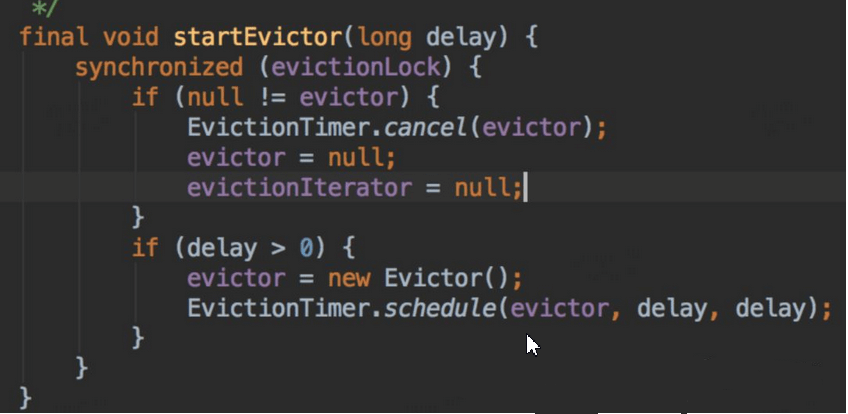 */
final void startEvictor(long delay) {
synchronized (evictionLock) {
if (null != evictor) {
EvictionTimer.cancel(evictor);
evictor = null;
evictionIterator = null;
}
if (delay > 0) {
evictor = new Evictor();
EvictionTimer.schedule(evictor, delay, delay);
}
}
}